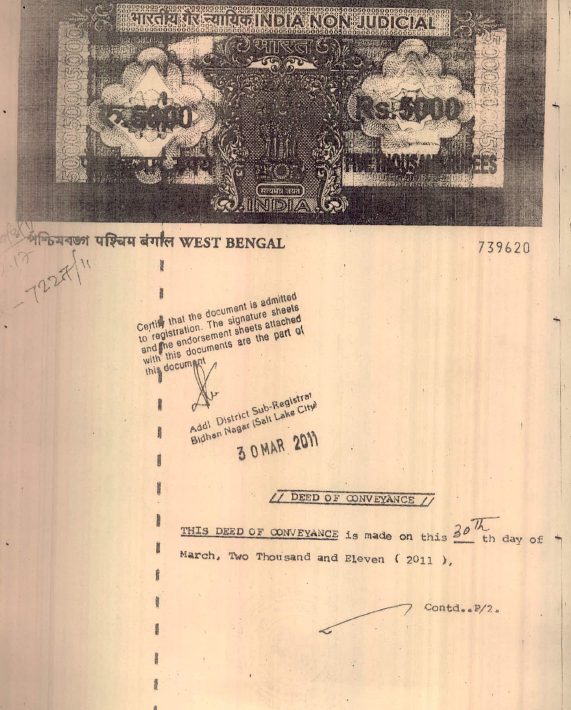 भारतीय गैर न्यायिक INDIA NON JUDICIAL
भारत
रु.5000 Rs.5000
FIVE THOUSAND RUPEES
सत्यमेव जयते
INDIA
পশ্চিমবঙ্গ पश्चिम बंगाल WEST BENGAL
739620
Certify that the document is admitted
to registration. The signature sheets
and the endorsement sheets attached
with this documents are the part of
this document
Addl District Sub-Registrar
Bidhan Nagar (Salt Lake City)
30 MAR 2011
// DEED OF CONVEYANCE //
THIS DEED OF CONVEYANCE is made on this 30th th day of
March, Two Thousand and Eleven ( 2011 ),
Contd..P/2.